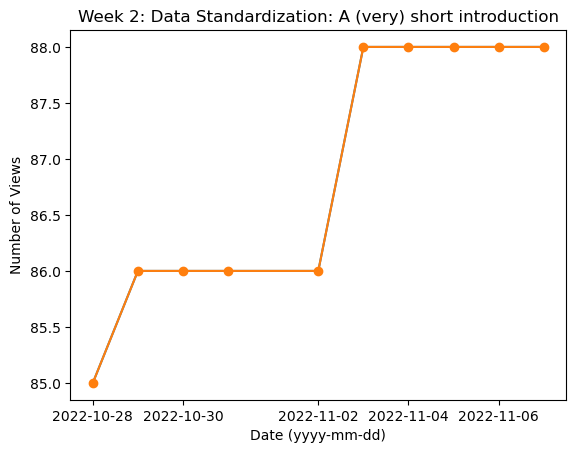 Week 2: Data Standardization: A (very) short introduction
88.0
87.5
87.0
86.5
86.0
85.5
85.0
Number of Views
2022-10-28 2022-10-30 2022-11-02 2022-11-04 2022-11-06
Date (yyyy-mm-dd)